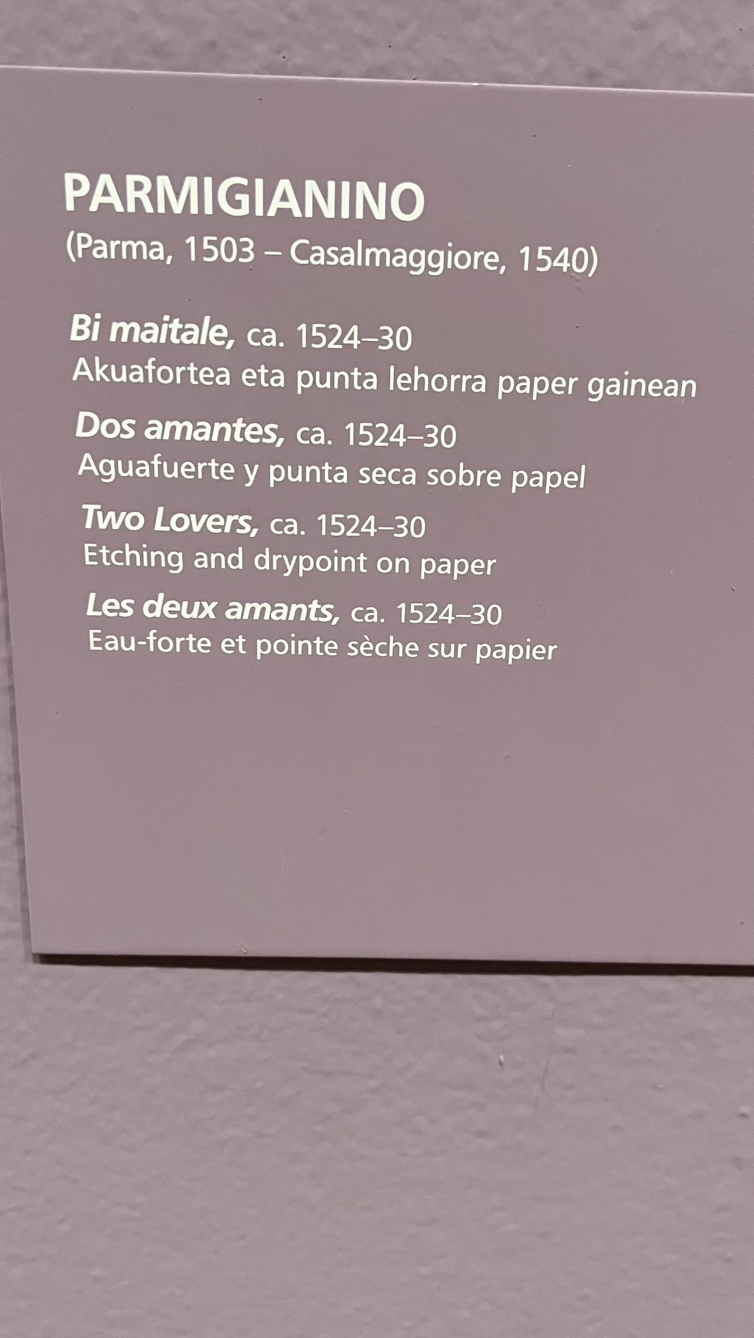 PARMIGIANINO
(Parma, 1503 – Casalmaggiore, 1540)
Bi maitale, ca. 1524–30
Akuafortea eta punta lehorra paper gainean
Dos amantes, ca. 1524–30
Aguafuerte y punta seca sobre papel
Two Lovers, ca. 1524–30
Etching and drypoint on paper
Les deux amants, ca. 1524–30
Eau-forte et pointe sèche sur papier